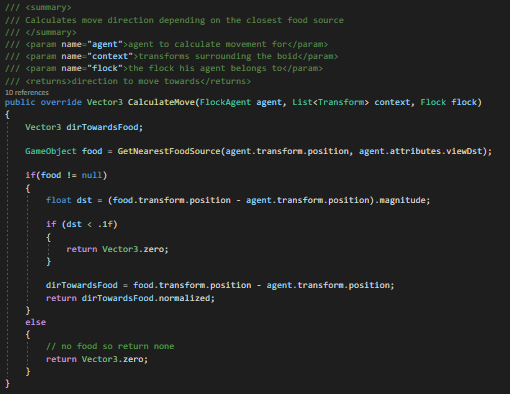 /// <summary>
/// Calculates move direction depending on the closest food source
/// </summary>
/// <param name="agent">agent to calculate movement for</param>
/// <param name="context">transforms surrounding the boid</param>
/// <param name="flock">the flock his agent belongs to</param>
/// <returns>direction to move towards</returns>
10 references
public override Vector3 CalculateMove(FlockAgent agent, List<Transform> context, Flock flock)
{
    Vector3 dirTowardsFood;

    GameObject food = GetNearestFoodSource(agent.transform.position, agent.attributes.viewDst);

    if(food != null)
    {
        float dst = (food.transform.position - agent.transform.position).magnitude;

        if (dst < .1f)
        {
            return Vector3.zero;
        }

        dirTowardsFood = food.transform.position - agent.transform.position;
        return dirTowardsFood.normalized;
    }
    else
    {
        // no food so return none
        return Vector3.zero;
    }
}